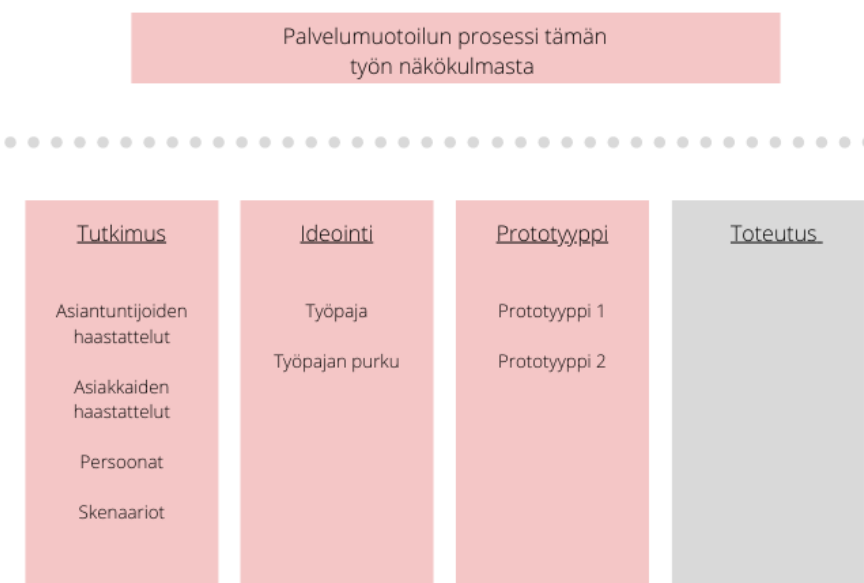 Palvelumuotoilun prosessi tämän
työn näkökulmasta
Tutkimus
Asiantuntijoiden
haastattelut
Asiakkaiden
haastattelut
Persoonat
Skenaariot
Ideointi
Työpaja
Työpajan purku
Prototyyppi
Prototyyppi 1
Prototyyppi 2
Toteutus